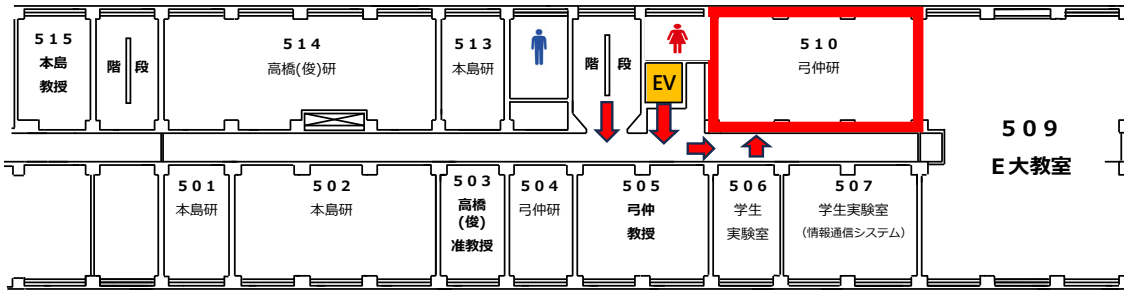 515
本島
教授
階 段
514
高橋(俊)研
513
本島研
階 段
EV
510
弓仲研
509
E大教室
501
本島研
502
本島研
503
高橋
(俊)
准教授
504
弓仲研
505
弓仲
教授
506
学生
実験室
507
学生実験室
(情報通信システム)